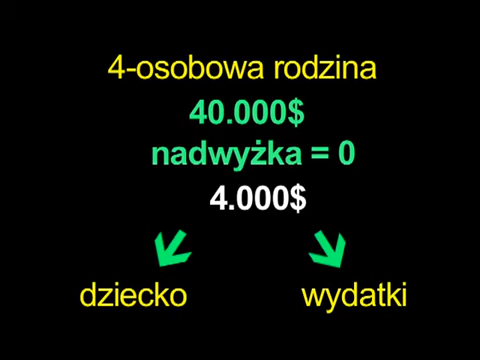 4-osobowa rodzina
40.000$
nadwyżka = 0
4.000$
dziecko wydatki